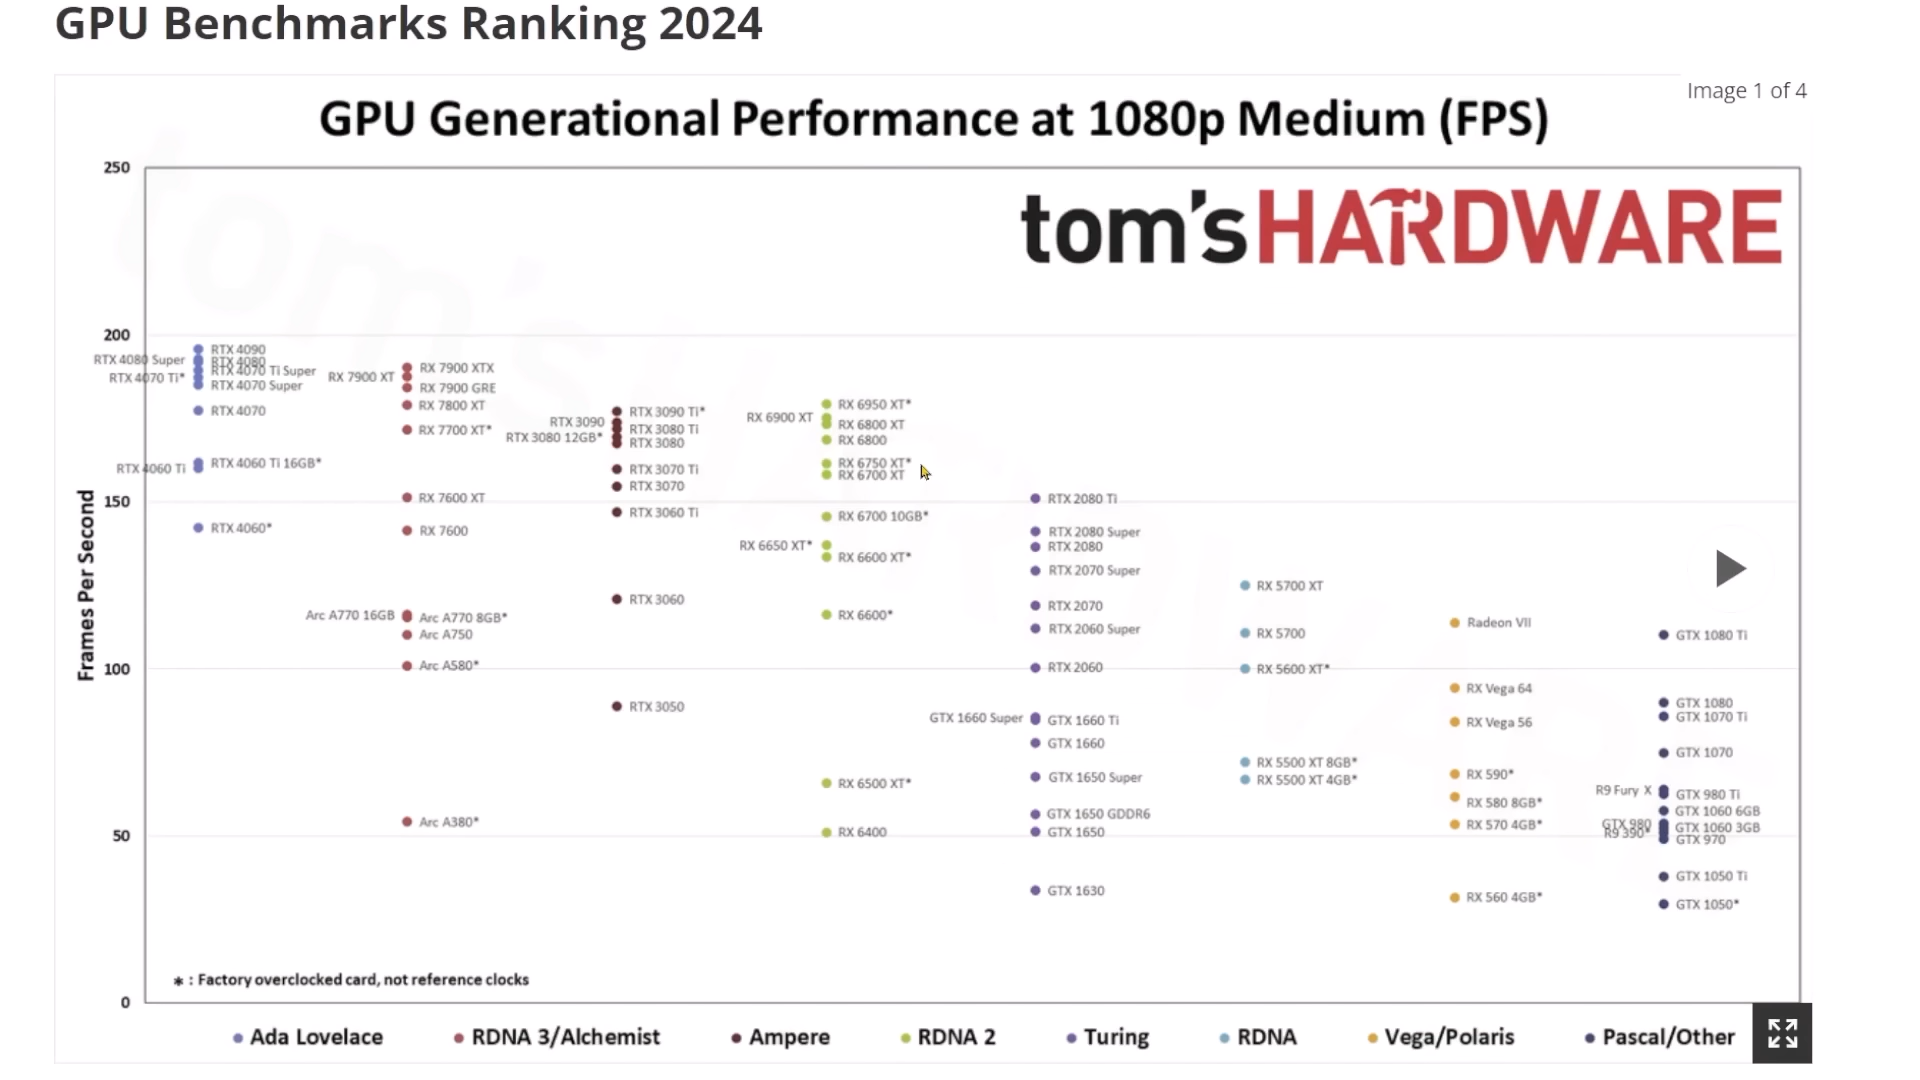 GPU Benchmarks Ranking 2024
Image 1 of 4
GPU Generational Performance at 1080p Medium (FPS)
tom's HARDWARE
tom's
Frames Per Second
250
200
150
100
50
0
RTX 4090
RTX 4080 Super
RTX 4080
RTX 4070 Ti Super
RTX 4070 Ti*
RTX 4070 Super
RTX 4070
RTX 4060 Ti 16GB*
RTX 4060 Ti
RTX 4060*
RX 7900 XTX
RX 7900 XT
RX 7900 GRE
RX 7800 XT
RX 7700 XT*
RX 7600 XT
RX 7600
Arc A770 16GB
Arc A770 8GB*
Arc A750
Arc A580*
Arc A380*
RTX 3090 Ti*
RTX 3090
RTX 3080 Ti
RTX 3080 12GB*
RTX 3080
RTX 3070 Ti
RTX 3070
RTX 3060 Ti
RTX 3060
RTX 3050
RX 6950 XT*
RX 6900 XT
RX 6800 XT
RX 6800
RX 6750 XT*
RX 6700 XT
RX 6700 10GB*
RX 6650 XT*
RX 6600 XT*
RX 6600*
RX 6500 XT*
RX 6400
RTX 2080 Ti
RTX 2080 Super
RTX 2080
RTX 2070 Super
RTX 2070
RTX 2060 Super
RTX 2060
GTX 1660 Super
GTX 1660 Ti
GTX 1660
GTX 1650 Super
GTX 1650 GDDR6
GTX 1650
GTX 1630
RX 5700 XT
RX 5700
RX 5600 XT*
RX 5500 XT 8GB*
RX 5500 XT 4GB*
Radeon VII
RX Vega 64
RX Vega 56
RX 590*
RX 580 8GB*
RX 570 4GB*
RX 560 4GB*
GTX 1080 Ti
GTX 1080
GTX 1070 Ti
GTX 1070
R9 Fury X
GTX 980 Ti
GTX 1060 6GB
GTX 980
GTX 1060 3GB
R9 390*
GTX 970
GTX 1050 Ti
GTX 1050*
* : Factory overclocked card, not reference clocks
Ada Lovelace
RDNA 3/Alchemist
Ampere
RDNA 2
Turing
RDNA
Vega/Polaris
Pascal/Other